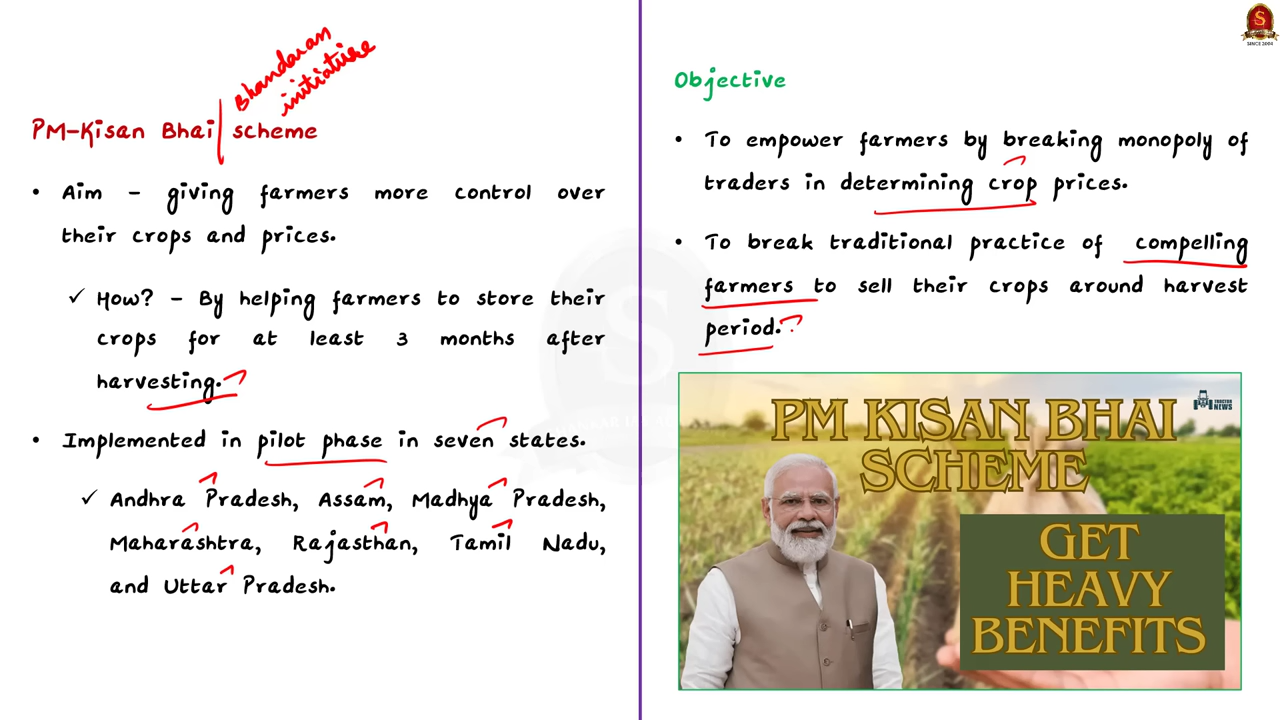 Bhandaran
initiative
PM-Kisan Bhai scheme
• Aim - giving farmers more control over
their crops and prices.
✓ How? - By helping farmers to store their
crops for at least 3 months after
harvesting.
• Implemented in pilot phase in seven states.
✓ Andhra Pradesh, Assam, Madhya Pradesh,
Maharashtra, Rajasthan, Tamil Nadu,
and Uttar Pradesh.
S
SINCE 2004
Objective
• To empower farmers by breaking monopoly of
traders in determining crop prices.
• To break traditional practice of compelling
farmers to sell their crops around harvest
period.
TRACTOR
NEWS
PM KISAN BHAI
SCHEME
GET
HEAVY
BENEFITS